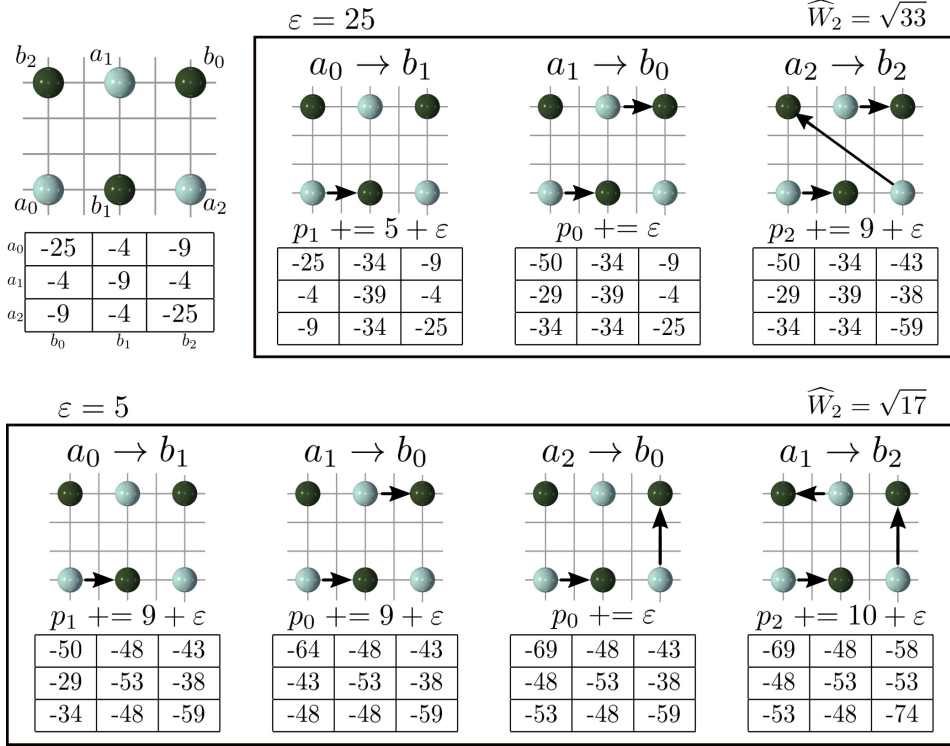 ε = 25
Ŵ₂ = √33
b₂ a₁ b₀
a₀ b₁ a₂
a₀ -25 -4 -9
a₁ -4 -9 -4
a₂ -9 -4 -25
b₀ b₁ b₂
a₀ → b₁
p₁ += 5 + ε
-25 -34 -9
-4 -39 -4
-9 -34 -25
a₁ → b₀
p₀ += ε
-50 -34 -9
-29 -39 -4
-34 -34 -25
a₂ → b₂
p₂ += 9 + ε
-50 -34 -43
-29 -39 -38
-34 -34 -59
ε = 5
Ŵ₂ = √17
a₀ → b₁
p₁ += 9 + ε
-50 -48 -43
-29 -53 -38
-34 -48 -59
a₁ → b₀
p₀ += 9 + ε
-64 -48 -43
-43 -53 -38
-48 -48 -59
a₂ → b₀
p₀ += ε
-69 -48 -43
-48 -53 -38
-53 -48 -59
a₁ → b₂
p₂ += 10 + ε
-69 -48 -58
-48 -53 -53
-53 -48 -74